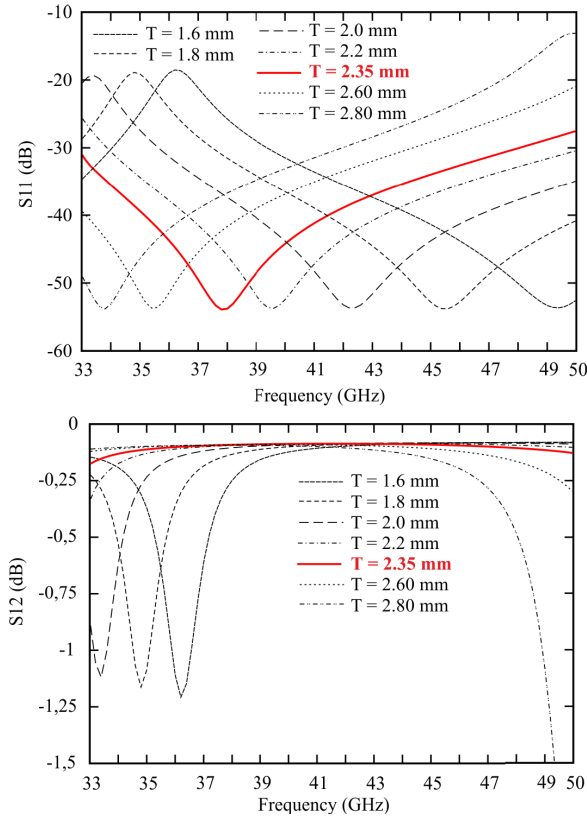 -10
-20
-30
-40
-50
-60
S11 (dB)
T = 1.6 mm
T = 1.8 mm
T = 2.0 mm
T = 2.2 mm
T = 2.35 mm
T = 2.60 mm
T = 2.80 mm
33 35 37 39 41 43 45 47 49 50
Frequency (GHz)
0
-0,25
-0,5
-0,75
-1
-1,25
-1,5
S12 (dB)
T = 1.6 mm
T = 1.8 mm
T = 2.0 mm
T = 2.2 mm
T = 2.35 mm
T = 2.60 mm
T = 2.80 mm
33 35 37 39 41 43 45 47 49 50
Frequency (GHz)